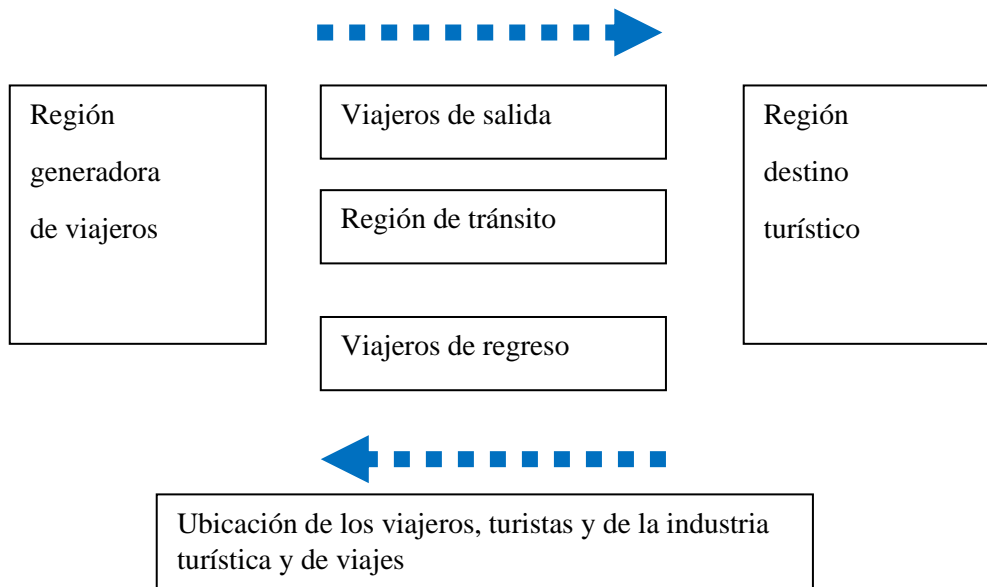 Región
generadora
de viajeros
Viajeros de salida
Región de tránsito
Viajeros de regreso
Región
destino
turístico
Ubicación de los viajeros, turistas y de la industria
turística y de viajes